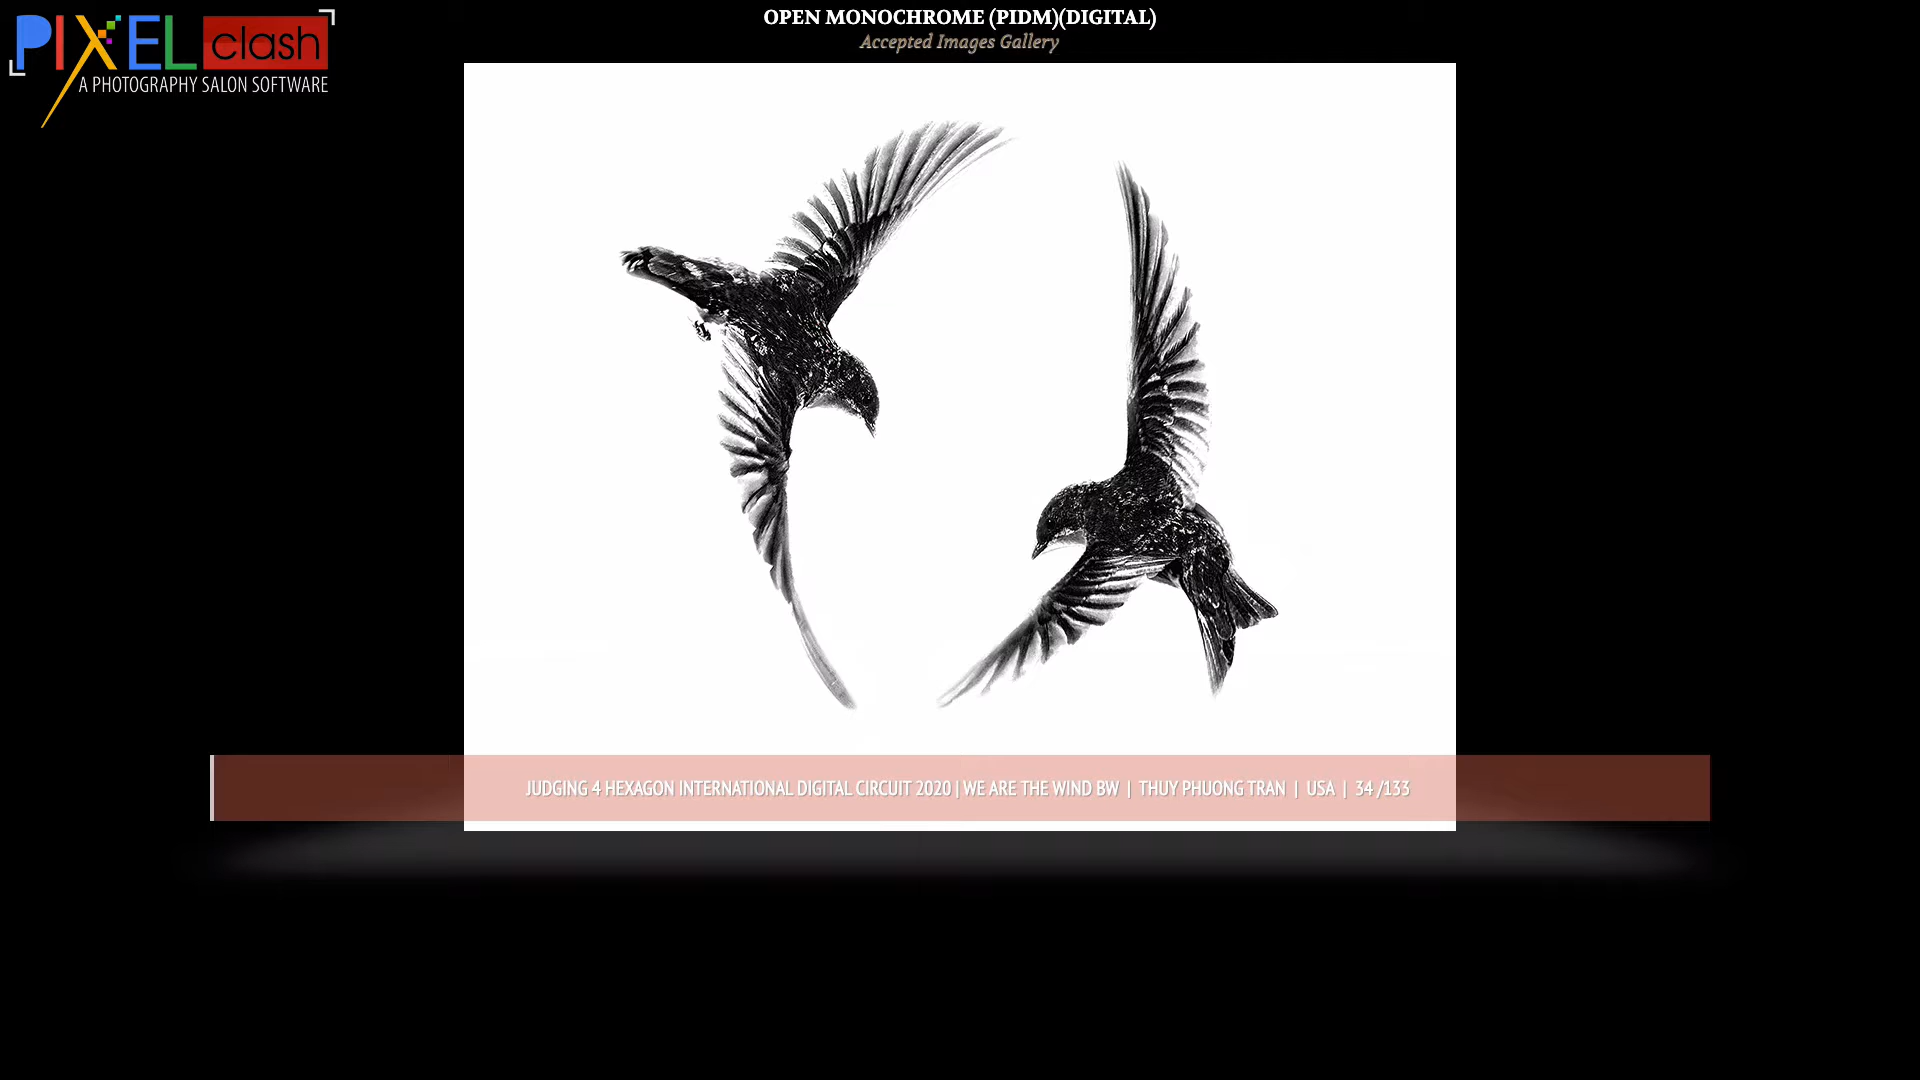 PIXEL clash
A PHOTOGRAPHY SALON SOFTWARE
OPEN MONOCHROME (PIDM)(DIGITAL)
Accepted Images Gallery
JUDGING 4 HEXAGON INTERNATIONAL DIGITAL CIRCUIT 2020 | WE ARE THE WIND BW | THUY PHUONG TRAN | USA | 34 /133